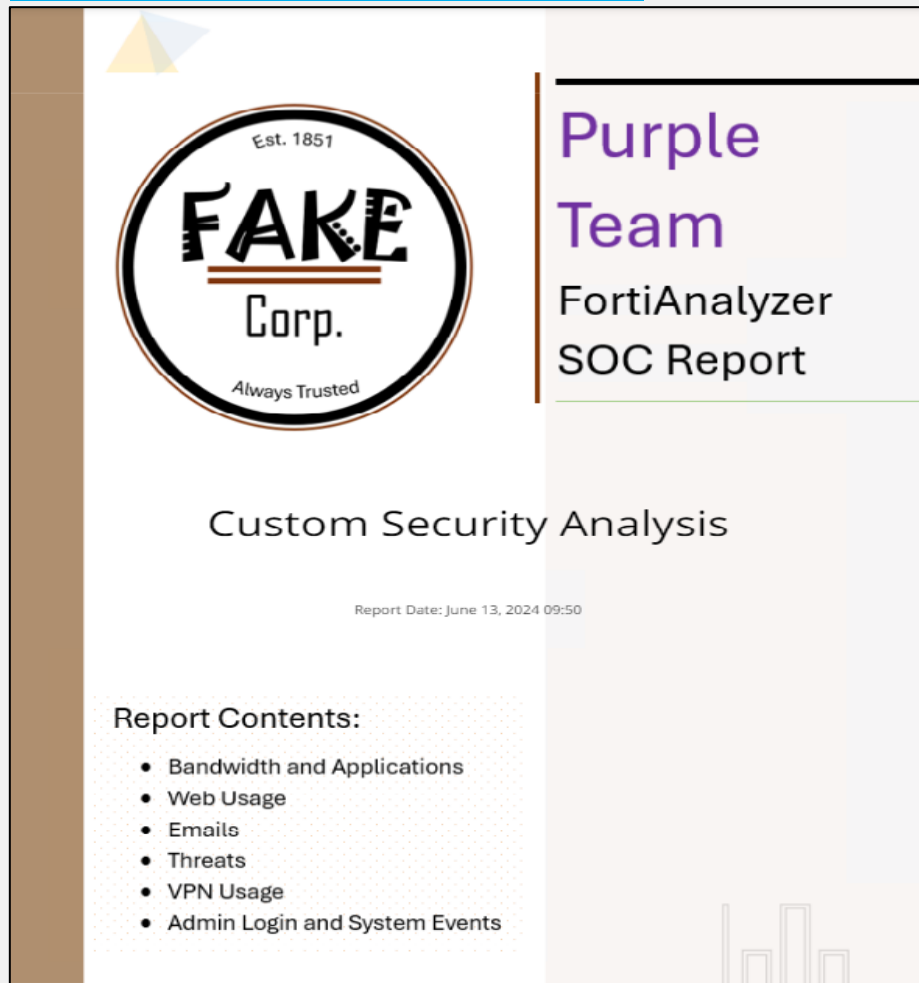 Est. 1851
FAKE
Corp.
Always Trusted
Purple
Team
FortiAnalyzer
SOC Report
Custom Security Analysis
Report Date: June 13, 2024 09:50
Report Contents:
• Bandwidth and Applications
• Web Usage
• Emails
• Threats
• VPN Usage
• Admin Login and System Events